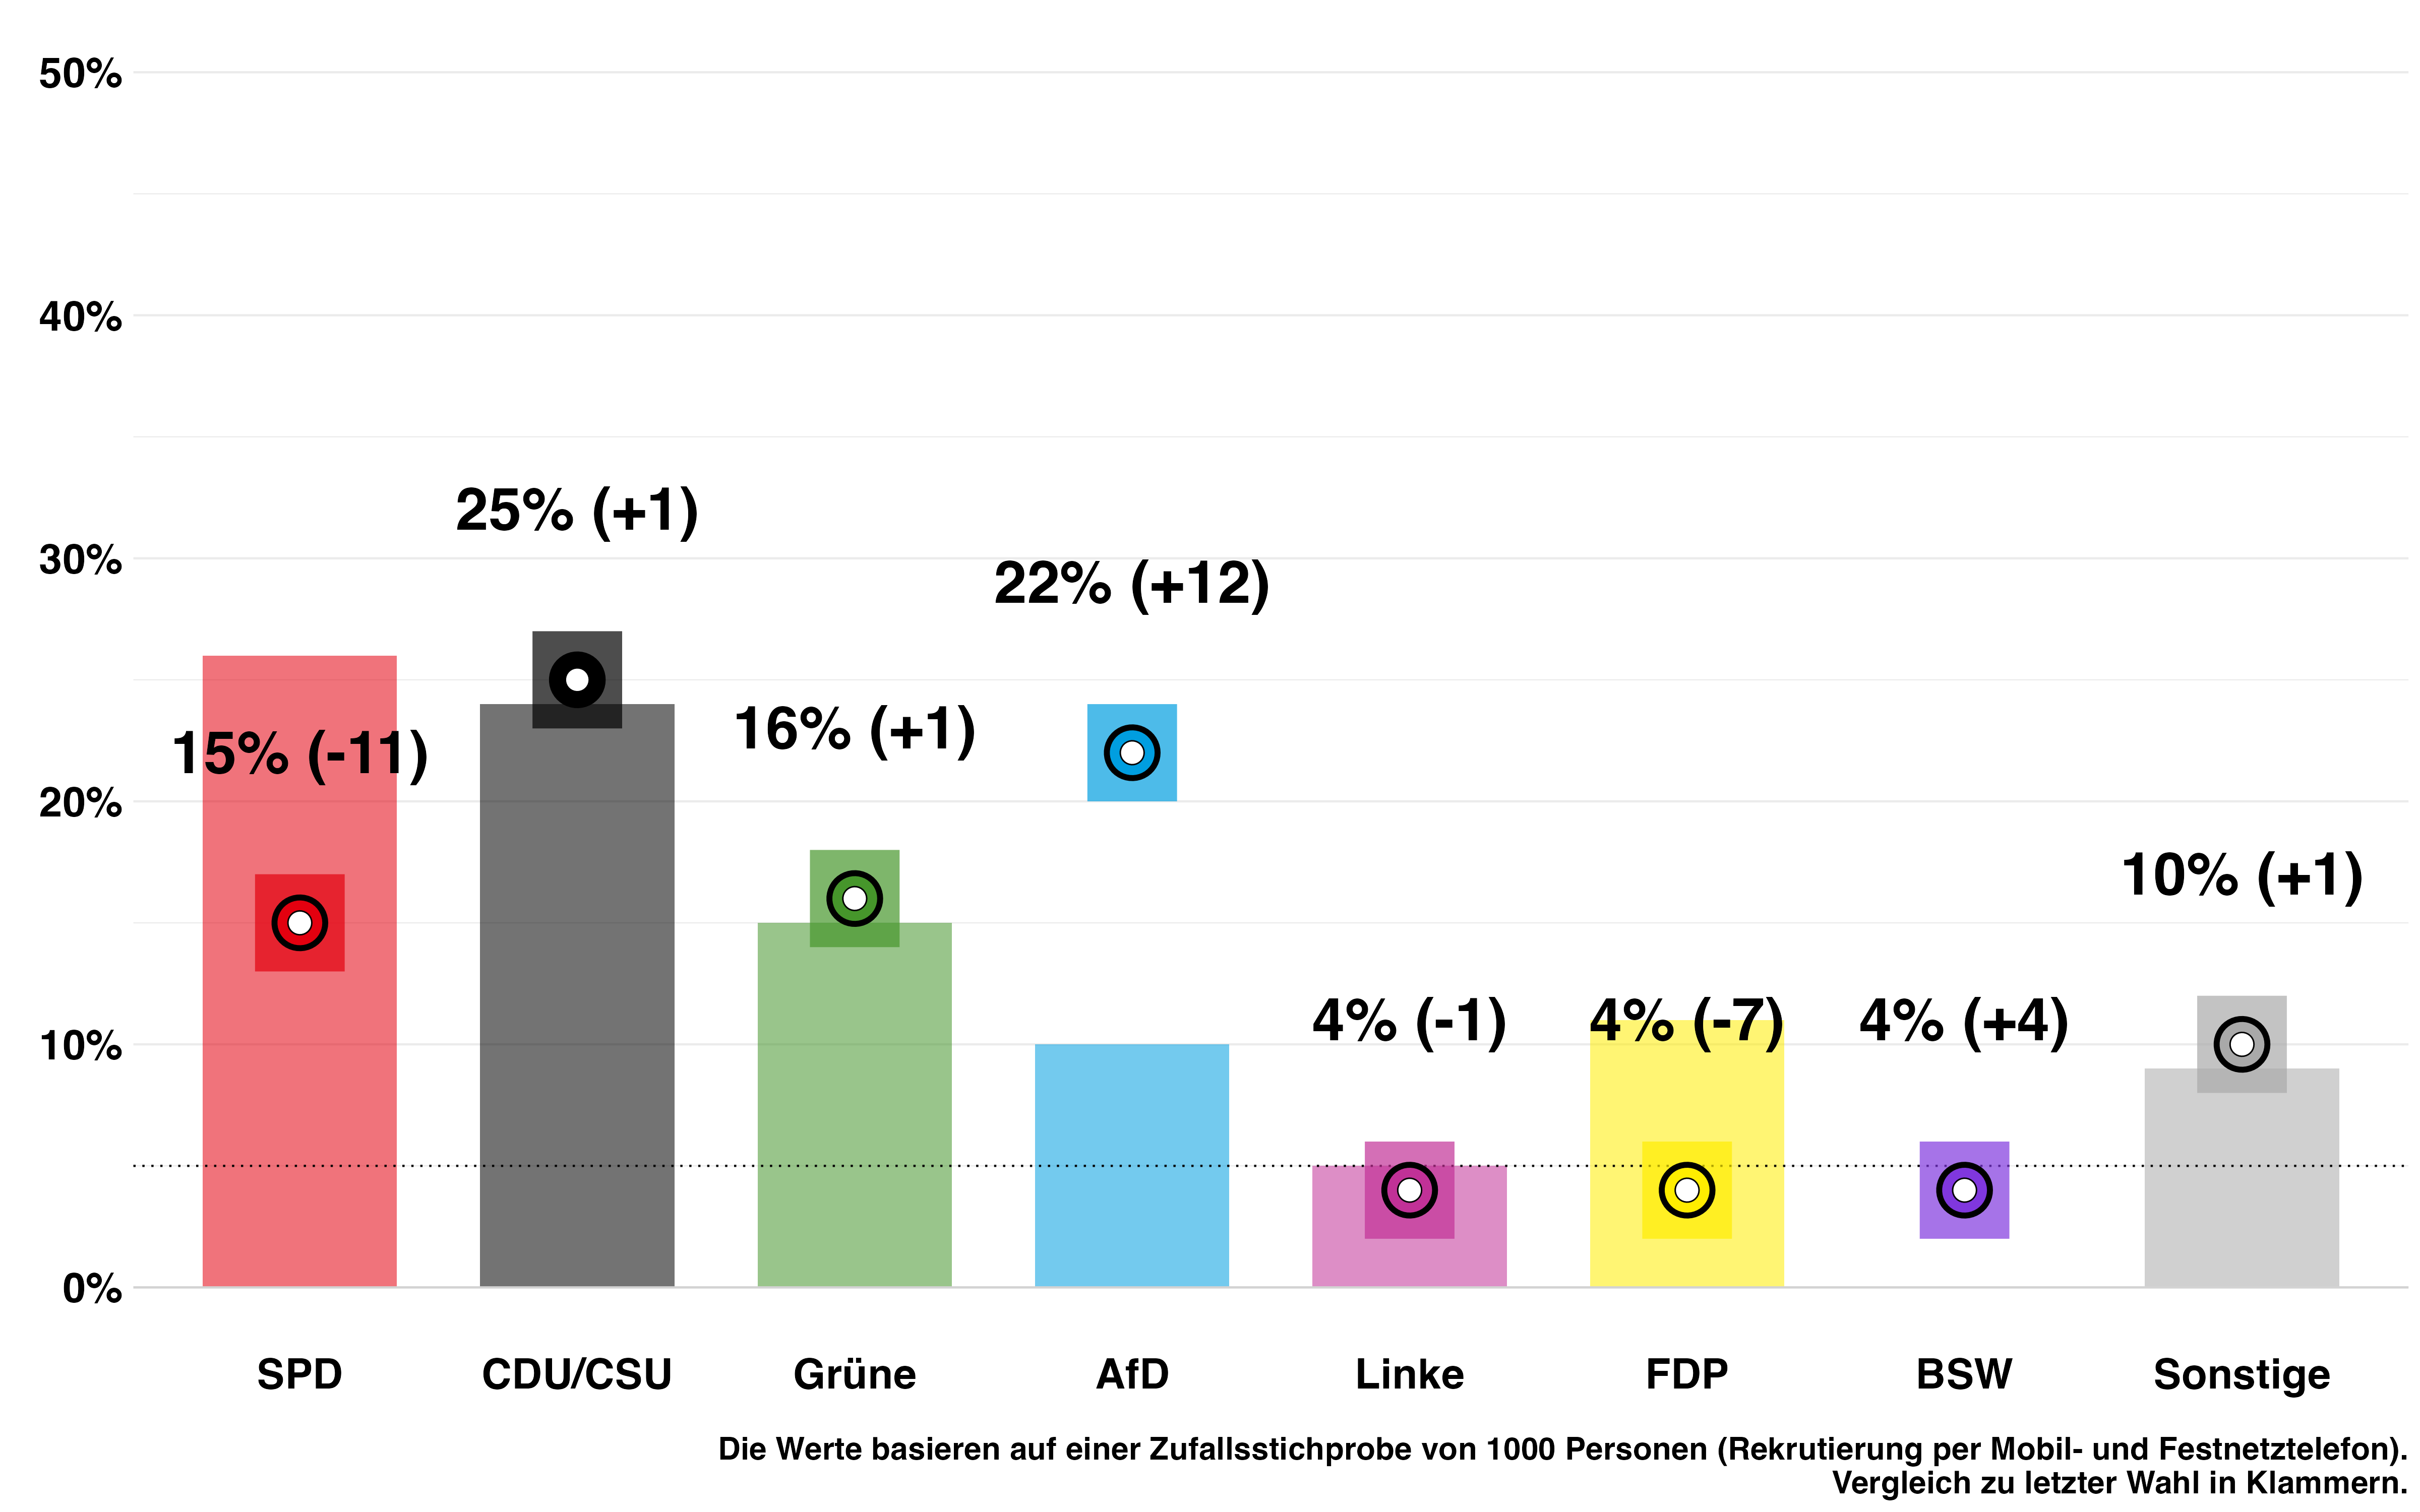 50%
40%
30%
20%
10%
0%
15% (-11)
25% (+1)
16% (+1)
22% (+12)
4% (-1)
4% (-7)
4% (+4)
10% (+1)
SPD
CDU/CSU
Grüne
AfD
Linke
FDP
BSW
Sonstige
Die Werte basieren auf einer Zufallsstichprobe von 1000 Personen (Rekrutierung per Mobil- und Festnetztelefon).
Vergleich zu letzter Wahl in Klammern.